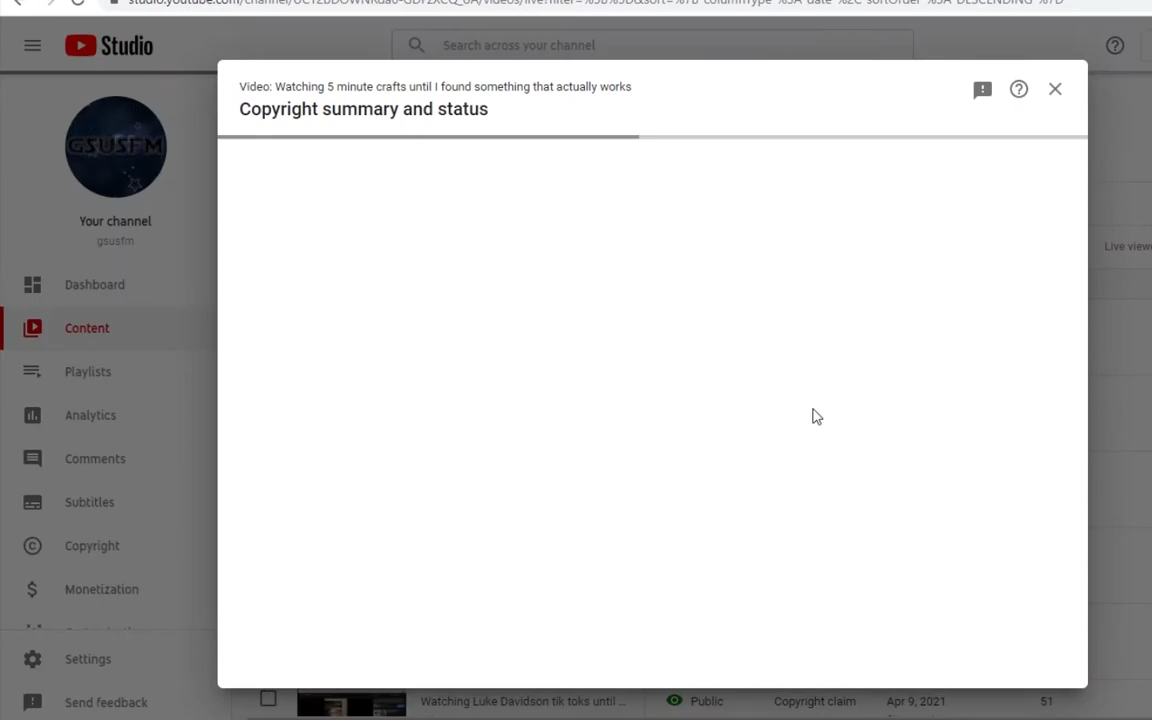 Studio
Search across your channel
Video: Watching 5 minute crafts until I found something that actually works
Copyright summary and status
GSUSFM
Your channel
gsusfm
Dashboard
Content
Playlists
Analytics
Comments
Subtitles
Copyright
Monetization
Settings
Send feedback
Live view
Watching Luke Davidson tik toks until ...
Public
Copyright claim
Apr 9, 2021
51